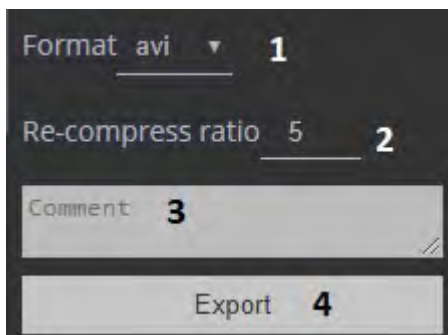 Format avi ▼ 1
Re-compress ratio 5 2
Comment 3
Export 4